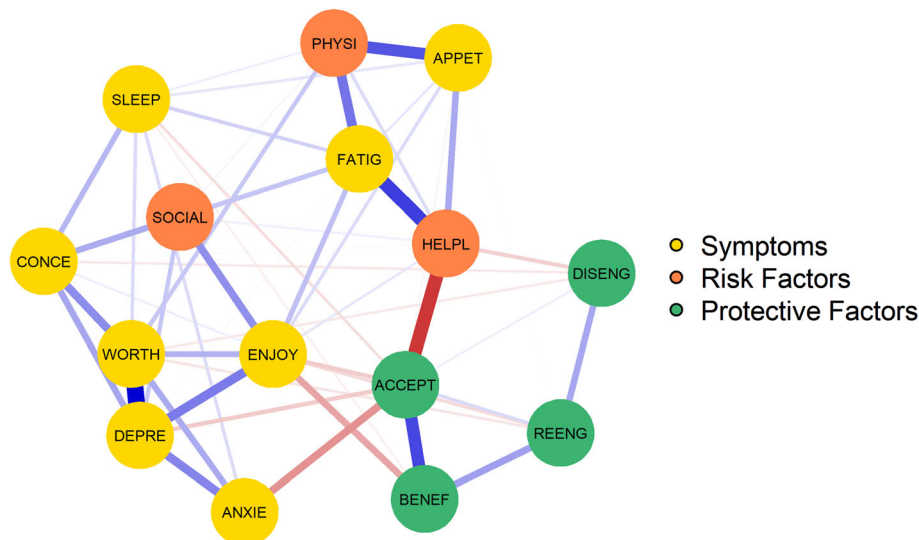 PHYSI
APPET
SLEEP
FATIG
SOCIAL
HELPL
CONCE
DISENG
Symptoms
Risk Factors
Protective Factors
WORTH
ENJOY
ACCEPT
DEPRE
REENG
BENEF
ANXIE